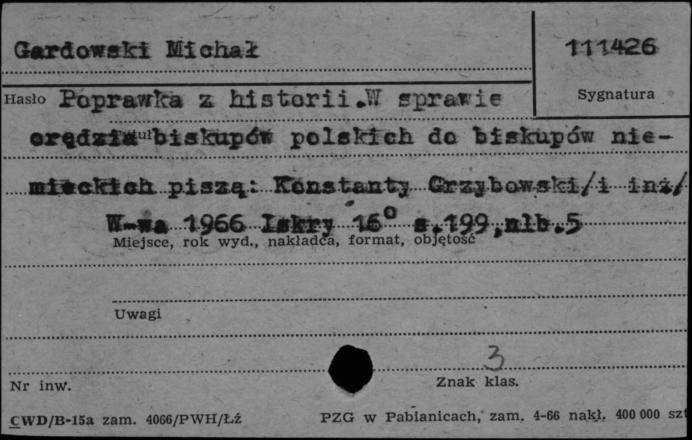 Gardowski Michał
111426
Hasło Poprawka z historii.W sprawie
Sygnatura
orędzia biskupów polskich do biskupów nie-
mieckich piszą: Konstanty Grzybowski/i inż/
W-wa 1966 Iskry 16° s.199,nlb.5
Miejsce, rok wyd., nakładca, format, objętość
Uwagi
3
Nr inw.
Znak klas.
CWD/B-15a zam. 4066/PWH/Łź
PZG w Pabianicach, zam. 4-66 nakł. 400 000 szt